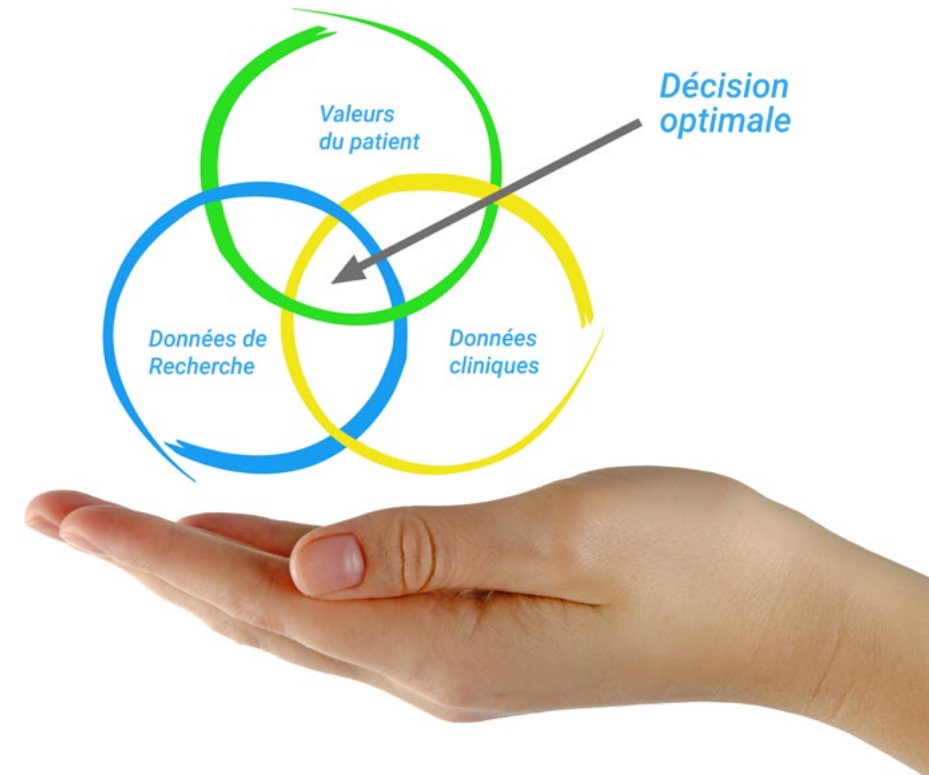 Valeurs
du patient
Décision
optimale
Données de
Recherche
Données
cliniques